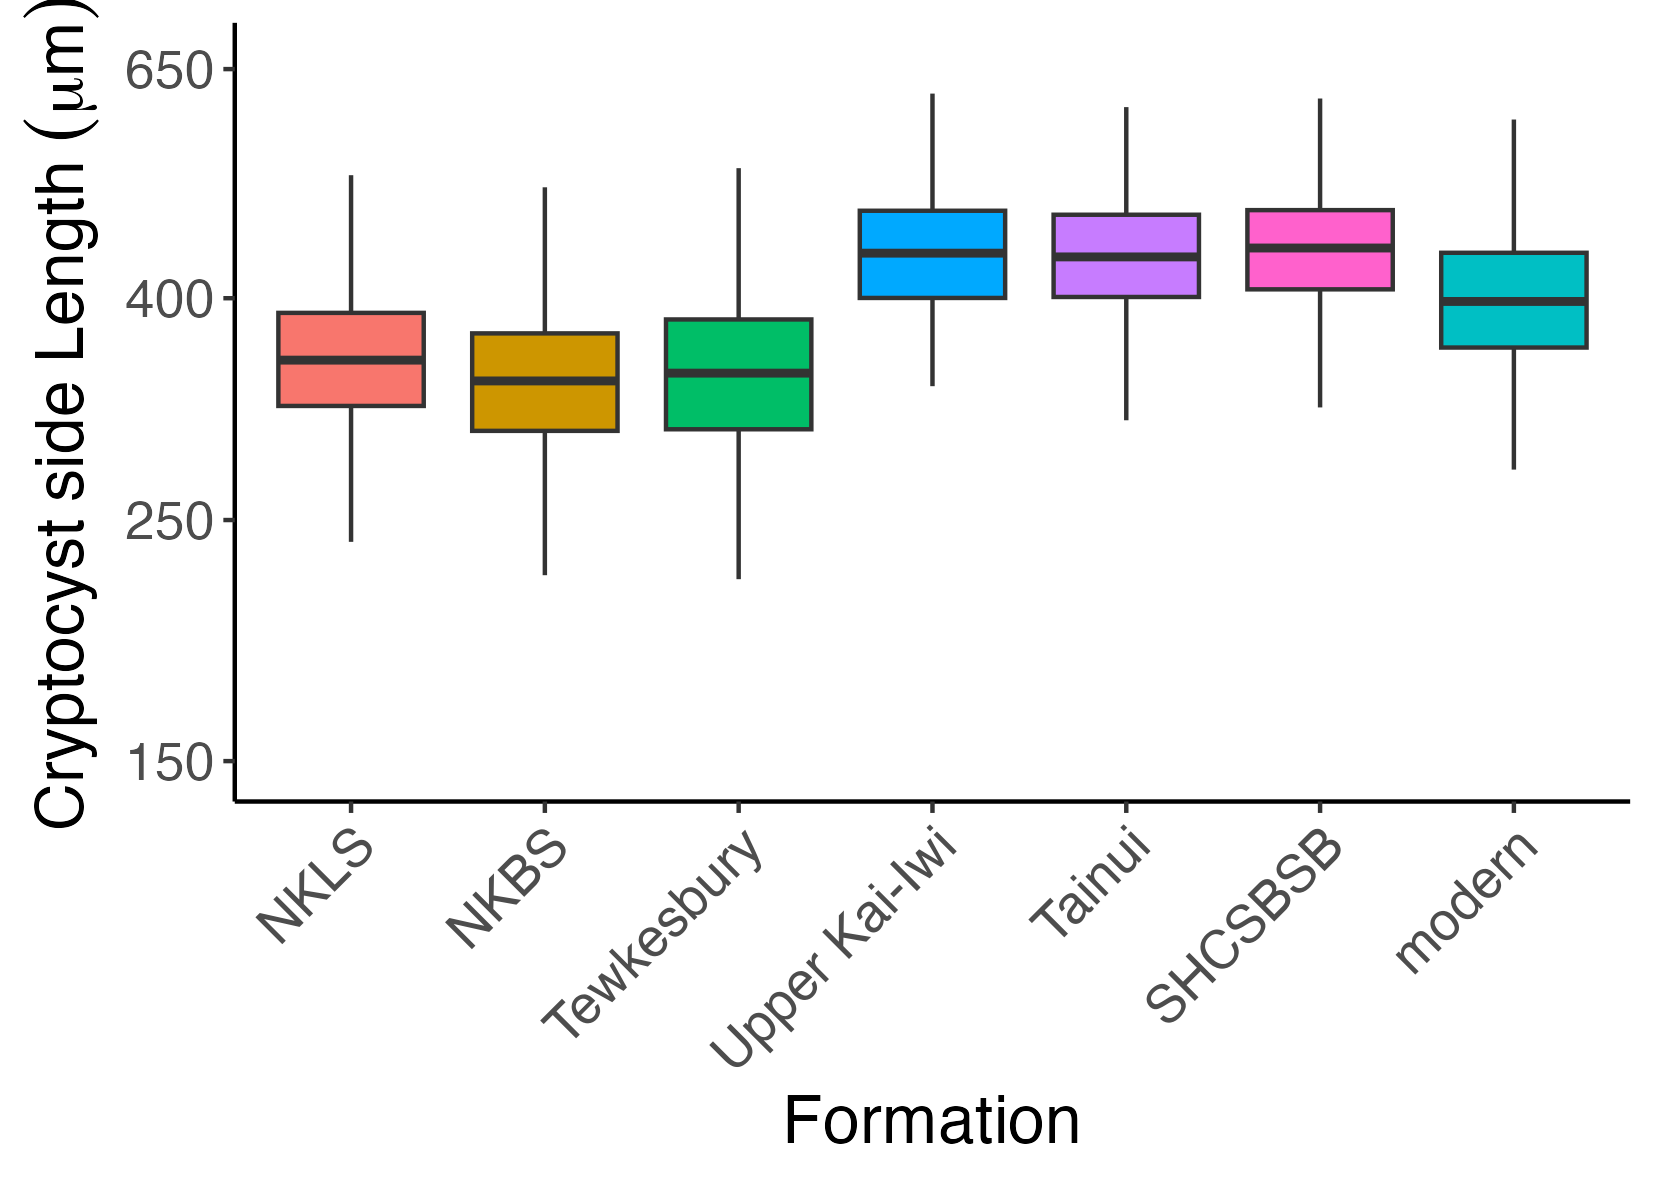 Cryptocyst side Length (μm)
650
400
250
150
NKLS
NKBS
Tewkesbury
Upper Kai-Iwi
Tainui
SHCSBSB
modern
Formation